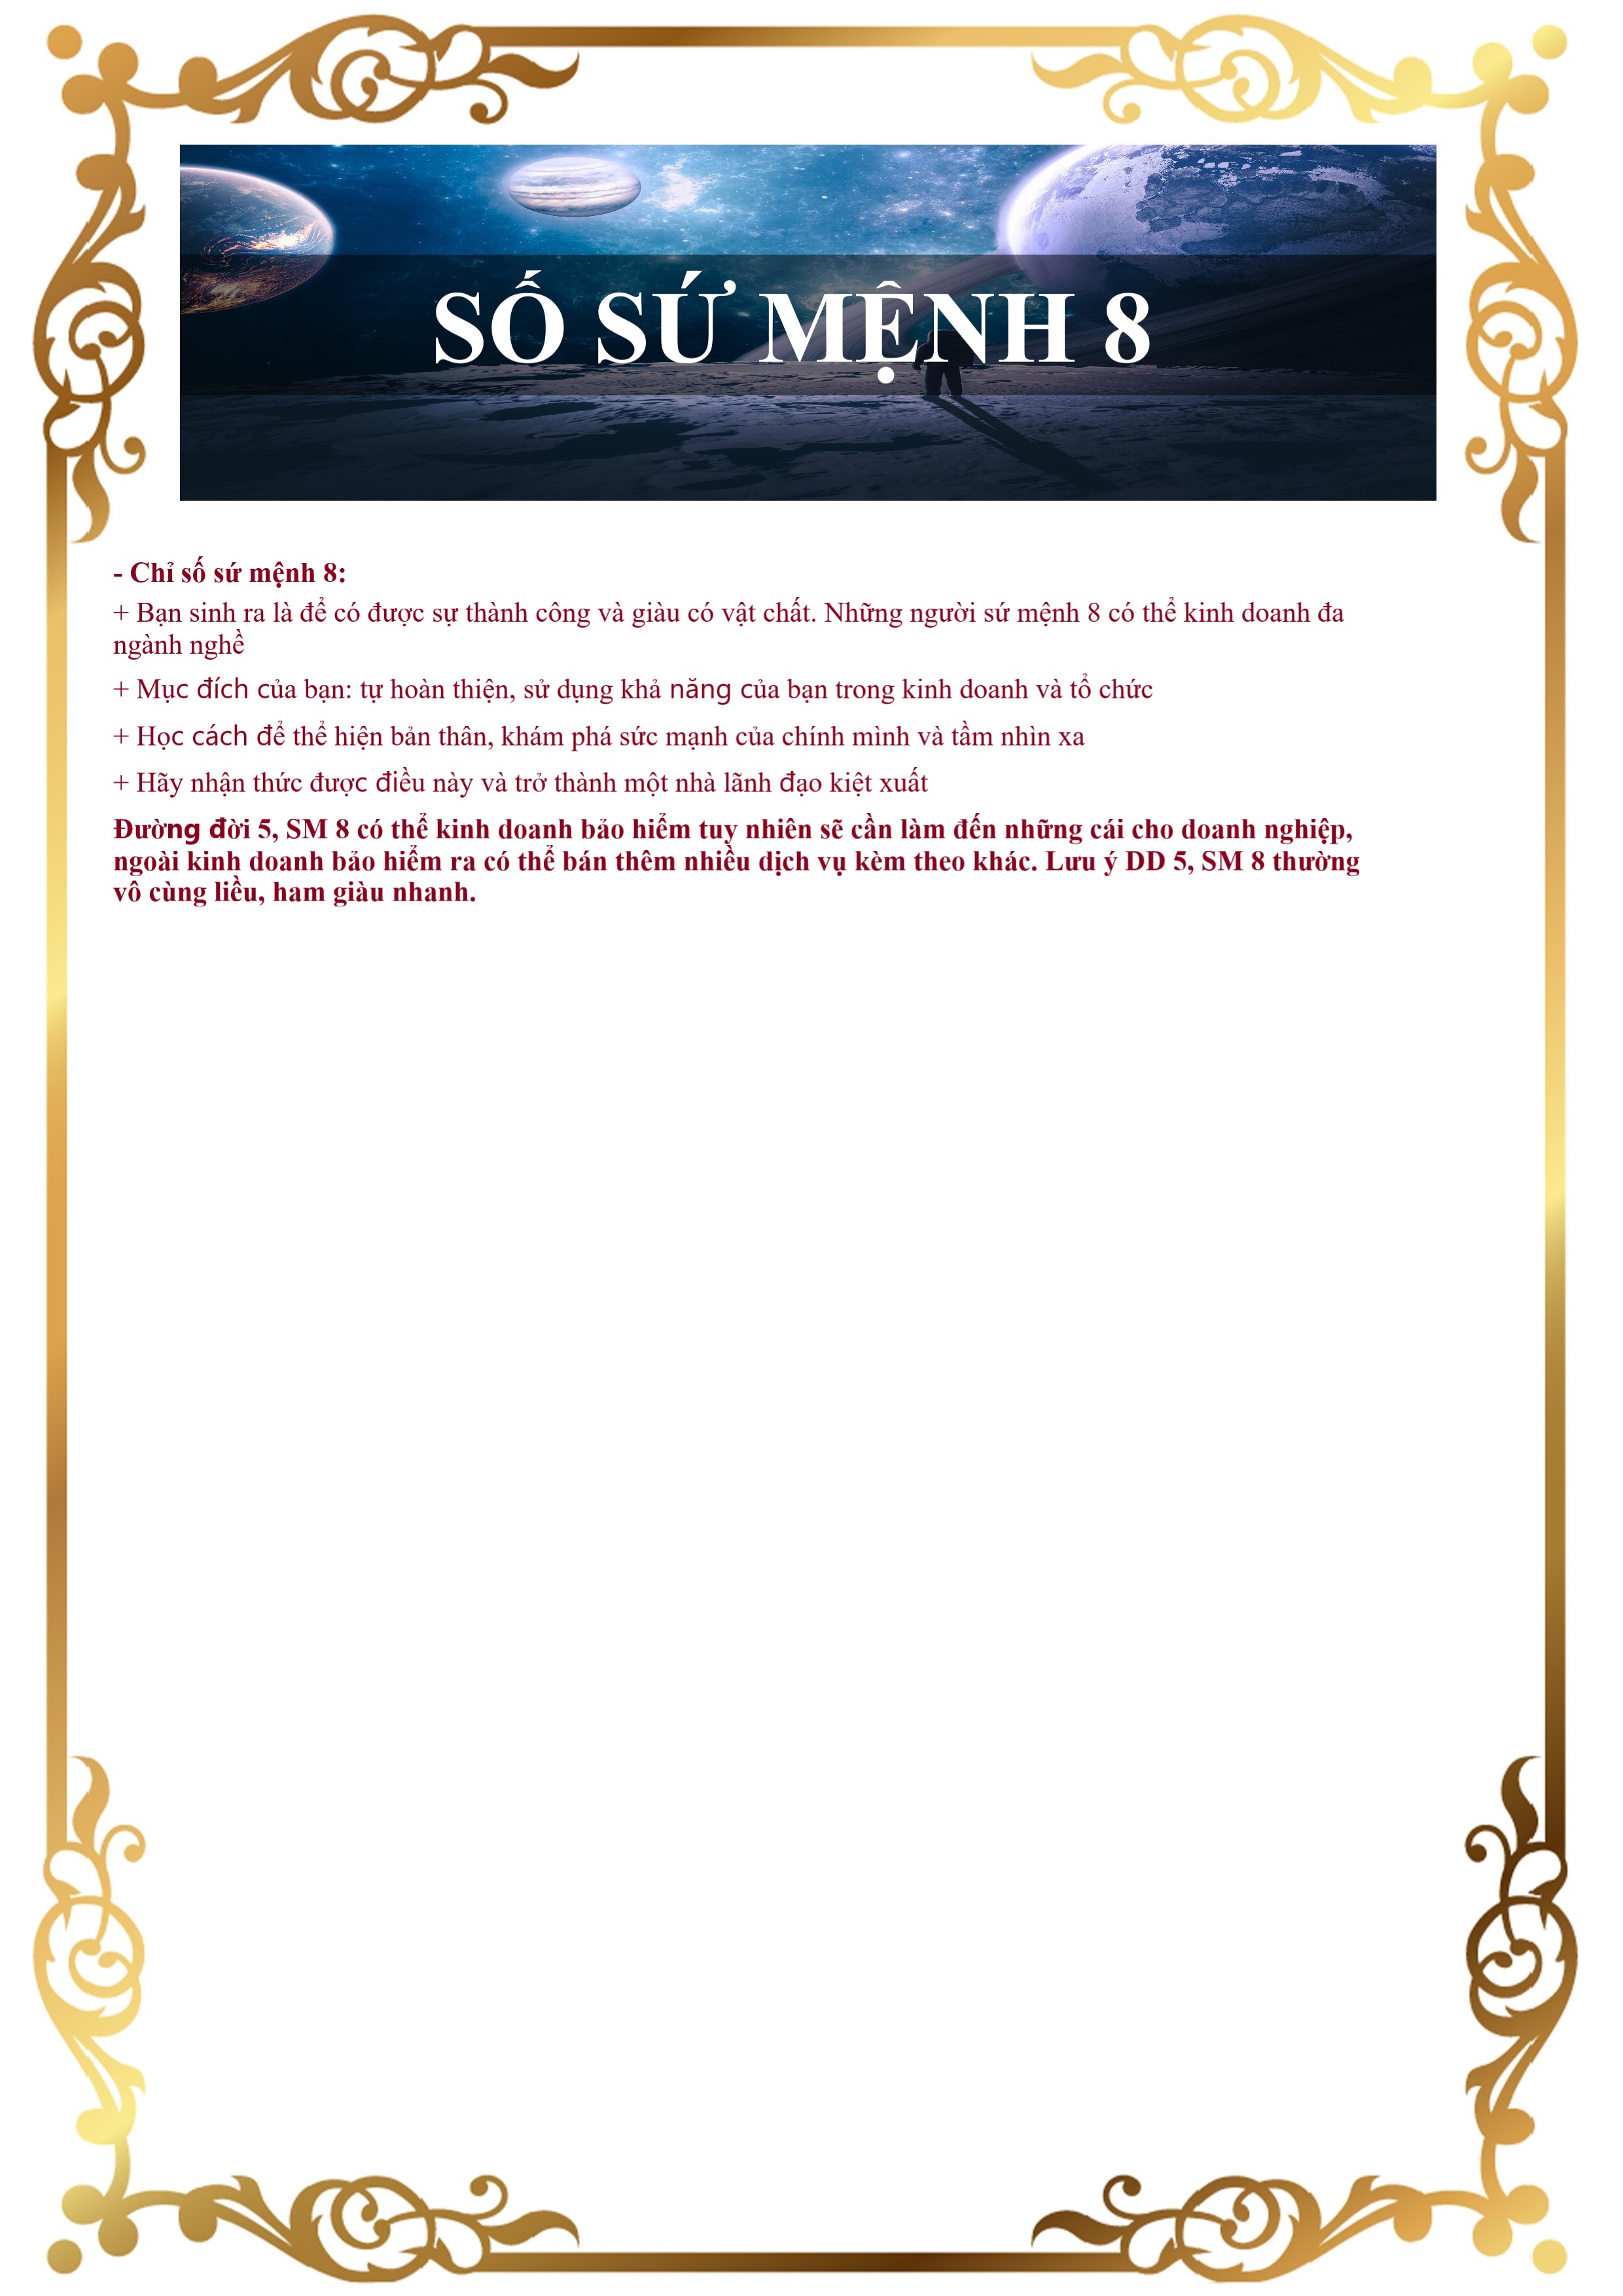 SỐ SỨ MỆNH 8
- Chỉ số sứ mệnh 8:
+ Bạn sinh ra là để có được sự thành công và giàu có vật chất. Những người sứ mệnh 8 có thể kinh doanh đa
ngành nghề
+ Mục đích của bạn: tự hoàn thiện, sử dụng khả năng của bạn trong kinh doanh và tổ chức
+ Học cách để thể hiện bản thân, khám phá sức mạnh của chính mình và tầm nhìn xa
+ Hãy nhận thức được điều này và trở thành một nhà lãnh đạo kiệt xuất
Đường đời 5, SM 8 có thể kinh doanh bảo hiểm tuy nhiên sẽ cần làm đến những cái cho doanh nghiệp,
ngoài kinh doanh bảo hiểm ra có thể bán thêm nhiều dịch vụ kèm theo khác. Lưu ý DD 5, SM 8 thường
vô cùng liều, ham giàu nhanh.